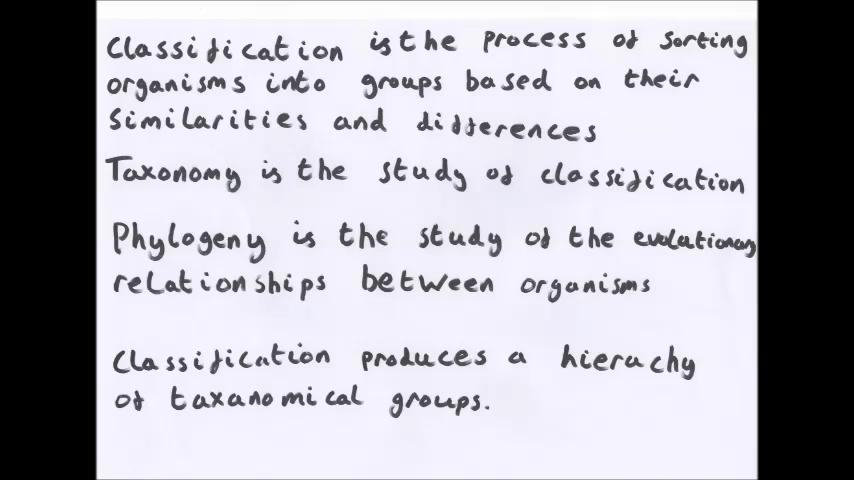 Classification is the process of sorting
organisms into groups based on their
Similarities and differences
Taxonomy is the study of classification
Phylogeny is the study of the evolutionary
relationships between organisms
Classification produces a hierachy
of taxanomical groups.